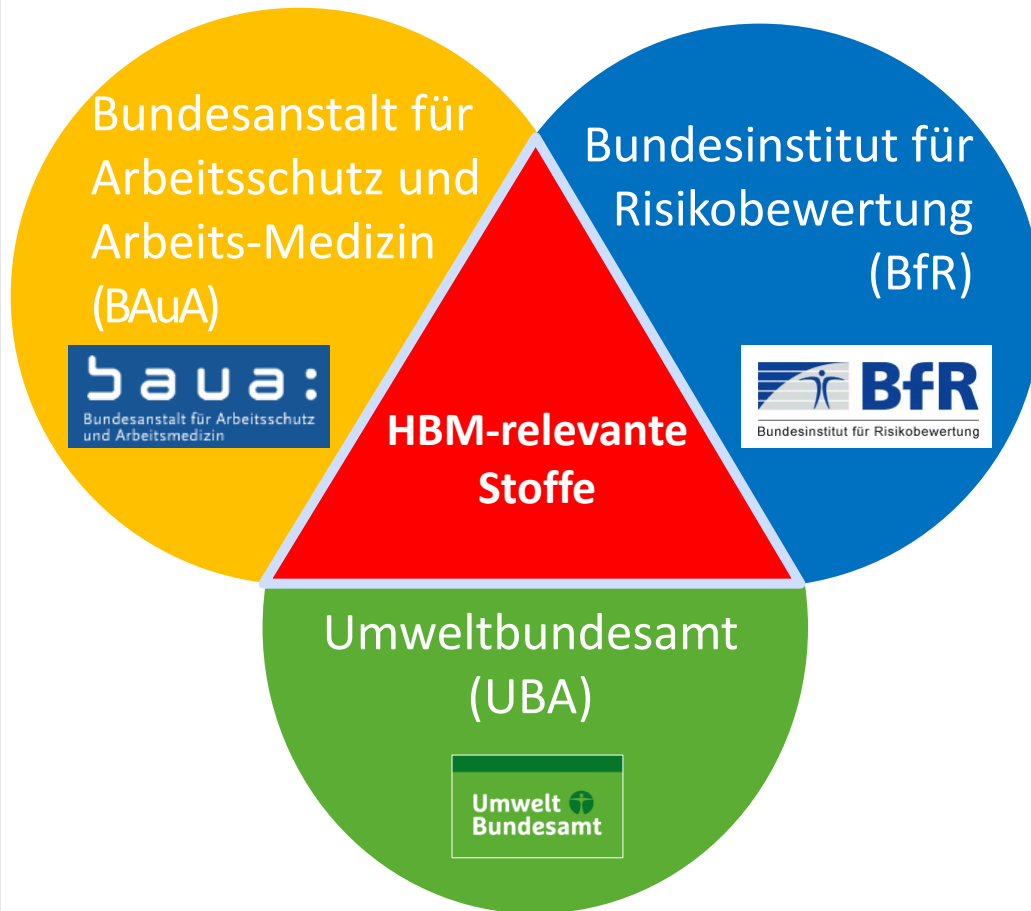 Bundesanstalt für
Arbeitsschutz und
Arbeits-Medizin
(BAuA)
baua:
Bundesanstalt für Arbeitsschutz
und Arbeitsmedizin
Bundesinstitut für
Risikobewertung
(BfR)
BfR
Bundesinstitut für Risikobewertung
HBM-relevante
Stoffe
Umweltbundesamt
(UBA)
Umwelt
Bundesamt